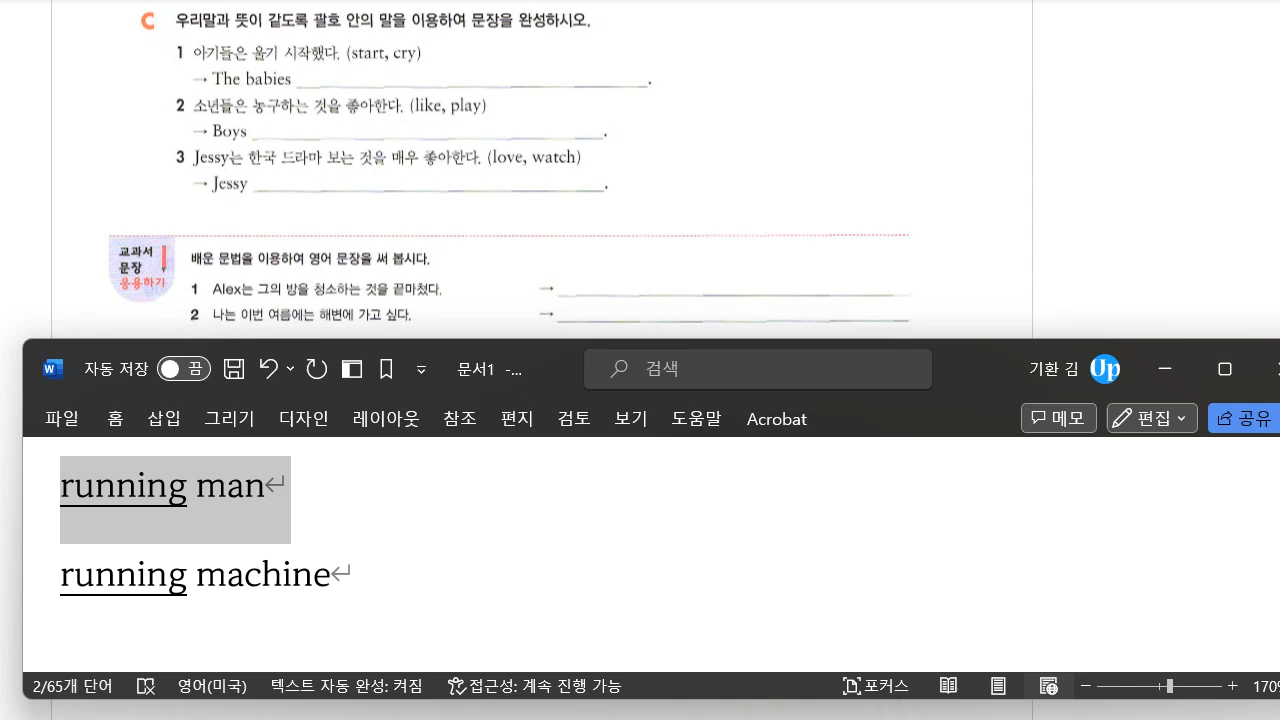 C 우리말과 뜻이 같도록 괄호 안의 말을 이용하여 문장을 완성하시오.
1 아기들은 울기 시작했다. (start, cry)
→ The babies ____________________.
2 소년들은 농구하는 것을 좋아한다. (like, play)
→ Boys ____________________.
3 Jessy는 한국 드라마 보는 것을 매우 좋아한다. (love, watch)
→ Jessy ____________________.
교과서
문장
응용하기
배운 문법을 이용하여 영어 문장을 써 봅시다.
1 Alex는 그의 방을 청소하는 것을 끝마쳤다. → ____________________
2 나는 이번 여름에는 해변에 가고 싶다. → ____________________
자동 저장 끔 문서1 -... 검색 기환 김 Up
파일 홈 삽입 그리기 디자인 레이아웃 참조 편지 검토 보기 도움말 Acrobat 메모 편집 공유
running man↵
running machine↵
2/65개 단어 영어(미국) 텍스트 자동 완성: 켜짐 접근성: 계속 진행 가능 포커스 − + 170%